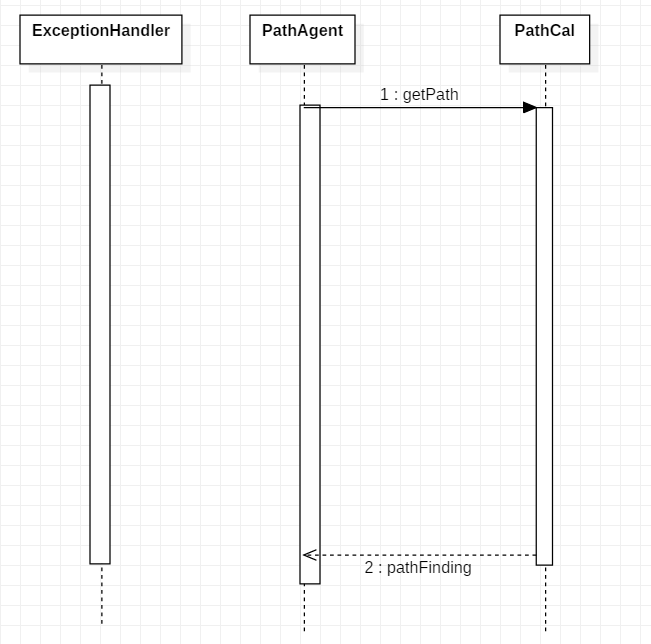 ExceptionHandler
PathAgent
PathCal
1 : getPath
2 : pathFinding